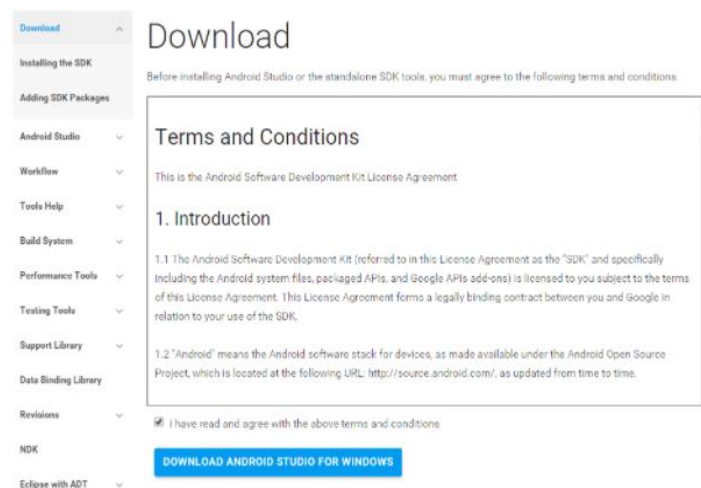 Download
Installing the SDK
Adding SDK Packages
Android Studio
Workflow
Tools Help
Build System
Performance Tools
Testing Tools
Support Library
Data Binding Library
Revisions
NDK
Eclipse with ADT
Download
Before installing Android Studio or the standalone SDK tools, you must agree to the following terms and conditions.
Terms and Conditions
This is the Android Software Development Kit License Agreement
1. Introduction
1.1 The Android Software Development Kit (referred to in this License Agreement as the "SDK" and specifically
including the Android system files, packaged APIs, and Google APIs add-ons) is licensed to you subject to the terms
of this License Agreement. This License Agreement forms a legally binding contract between you and Google in
relation to your use of the SDK.
1.2 "Android" means the Android software stack for devices, as made available under the Android Open Source
Project, which is located at the following URL: http://source.android.com/, as updated from time to time.
I have read and agree with the above terms and conditions
DOWNLOAD ANDROID STUDIO FOR WINDOWS